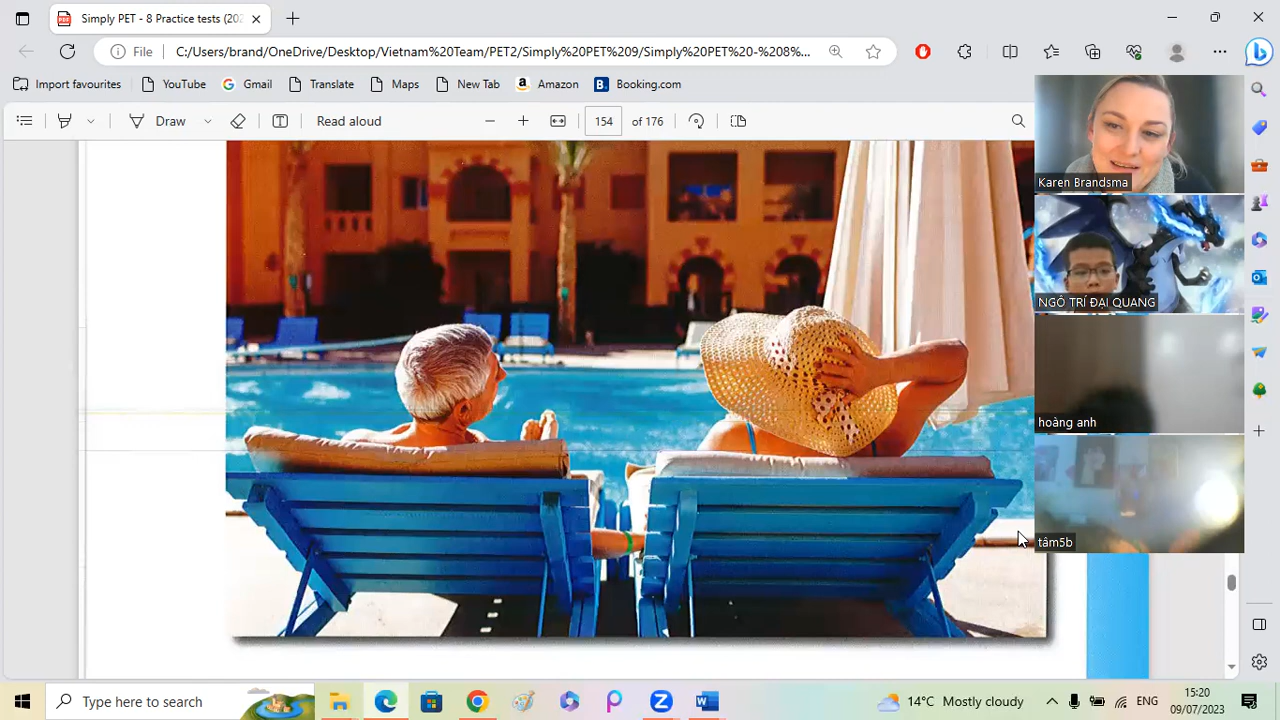 Simply PET - 8 Practice tests (202
File
C:/Users/brand/OneDrive/Desktop/Vietnam%20Team/PET2/Simply%20PET%209/Simply%20PET%20-%208%...
Import favourites
YouTube
Gmail
Translate
Maps
New Tab
Amazon
Booking.com
Draw
Read aloud
154
of 176
Karen Brandsma
NGÔ TRÍ ĐẠI QUANG
hoàng anh
tâm5b
Type here to search
14°C Mostly cloudy
ENG
15:20
09/07/2023